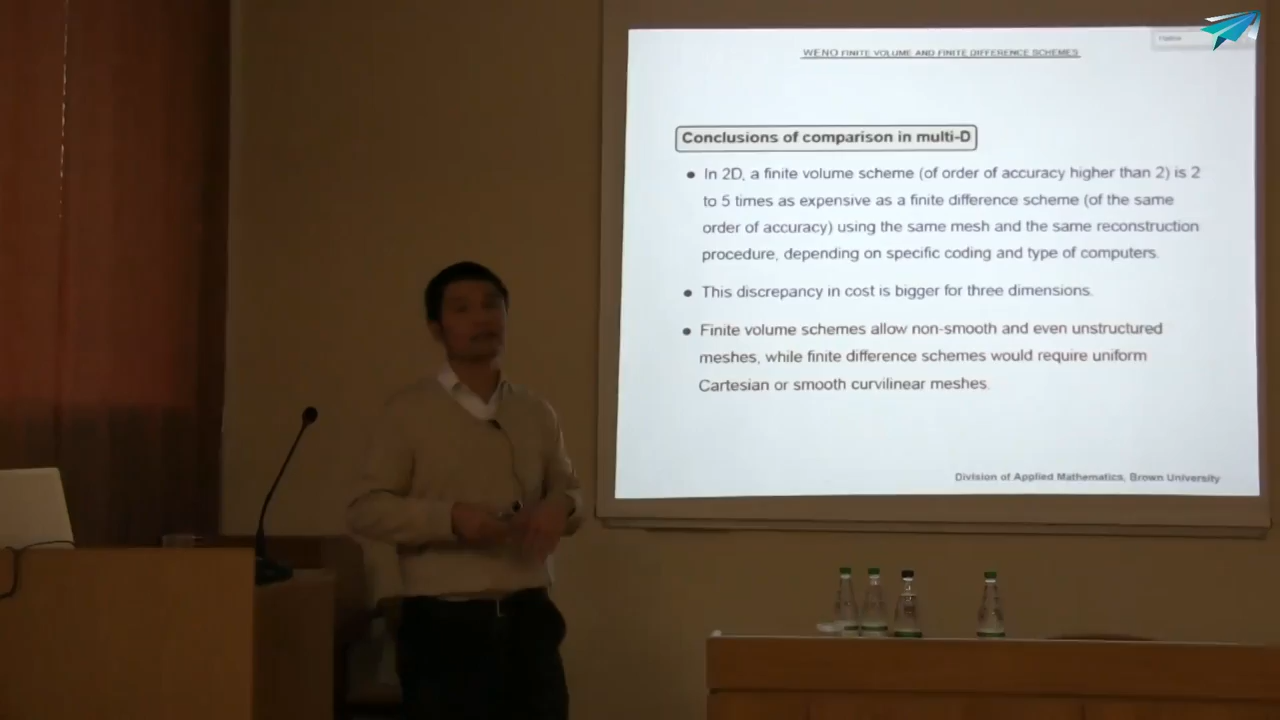 WENO FINITE VOLUME AND FINITE DIFFERENCE SCHEMES
Conclusions of comparison in multi-D
• In 2D, a finite volume scheme (of order of accuracy higher than 2) is 2
to 5 times as expensive as a finite difference scheme (of the same
order of accuracy) using the same mesh and the same reconstruction
procedure, depending on specific coding and type of computers.
• This discrepancy in cost is bigger for three dimensions.
• Finite volume schemes allow non-smooth and even unstructured
meshes, while finite difference schemes would require uniform
Cartesian or smooth curvilinear meshes.
Division of Applied Mathematics, Brown University